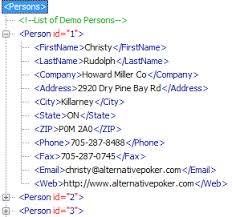 <Persons>
<!--List of Demo Persons-->
<Person id="1">
<FirstName>Christy</FirstName>
<LastName>Rudolph</LastName>
<Company>Howard Miller Co</Company>
<Address>2920 Dry Pine Bay Rd</Address>
<City>Killarney</City>
<State>ON</State>
<ZIP>P0M 2A0</ZIP>
<Phone>705-287-8488</Phone>
<Fax>705-287-0745</Fax>
<Email>christy@alternativepoker.com</Email>
<Web>http://www.alternativepoker.com</Web>
<Person id="2">
<Person id="3">